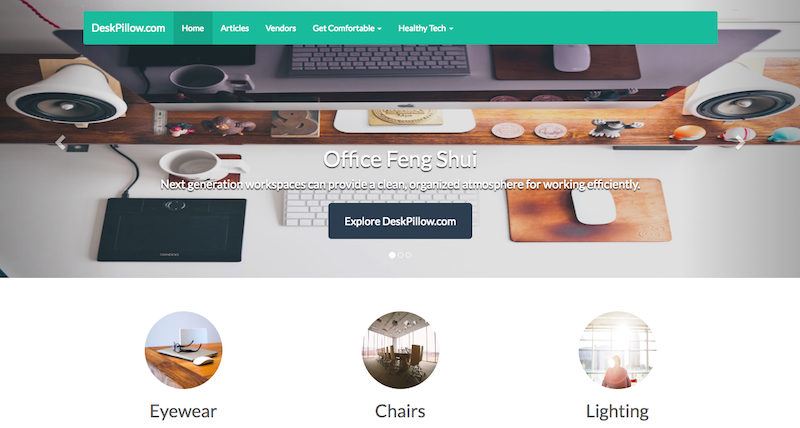 DeskPillow.com Home Articles Vendors Get Comfortable Healthy Tech
Office Feng Shui
Next generation workspaces can provide a clean, organized atmosphere for working efficiently.
Explore DeskPillow.com
Eyewear Chairs Lighting